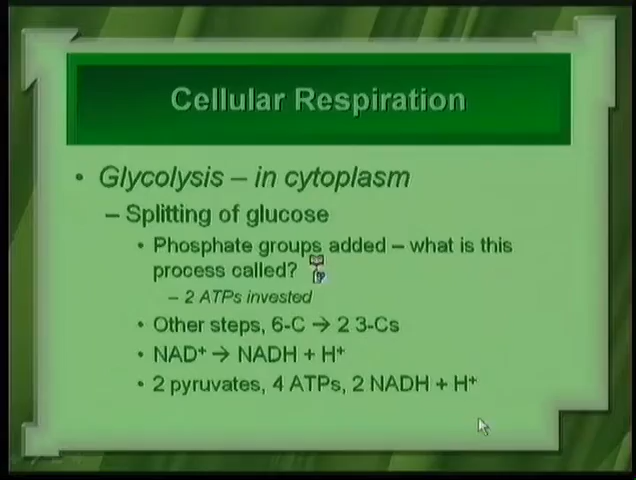 Cellular Respiration
• Glycolysis – in cytoplasm
– Splitting of glucose
• Phosphate groups added – what is this
process called?
– 2 ATPs invested
• Other steps, 6-C → 2 3-Cs
• NAD⁺ → NADH + H⁺
• 2 pyruvates, 4 ATPs, 2 NADH + H⁺